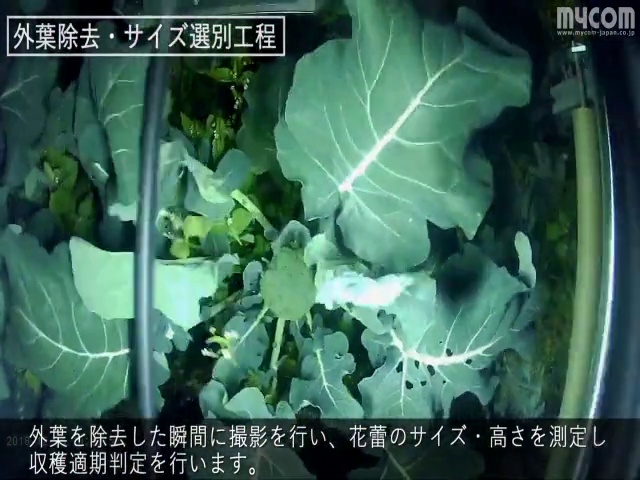 外葉除去・サイズ選別工程
mycom
www.mycom-japan.co.jp
外葉を除去した瞬間に撮影を行い、花蕾のサイズ・高さを測定し
収穫適期判定を行います。